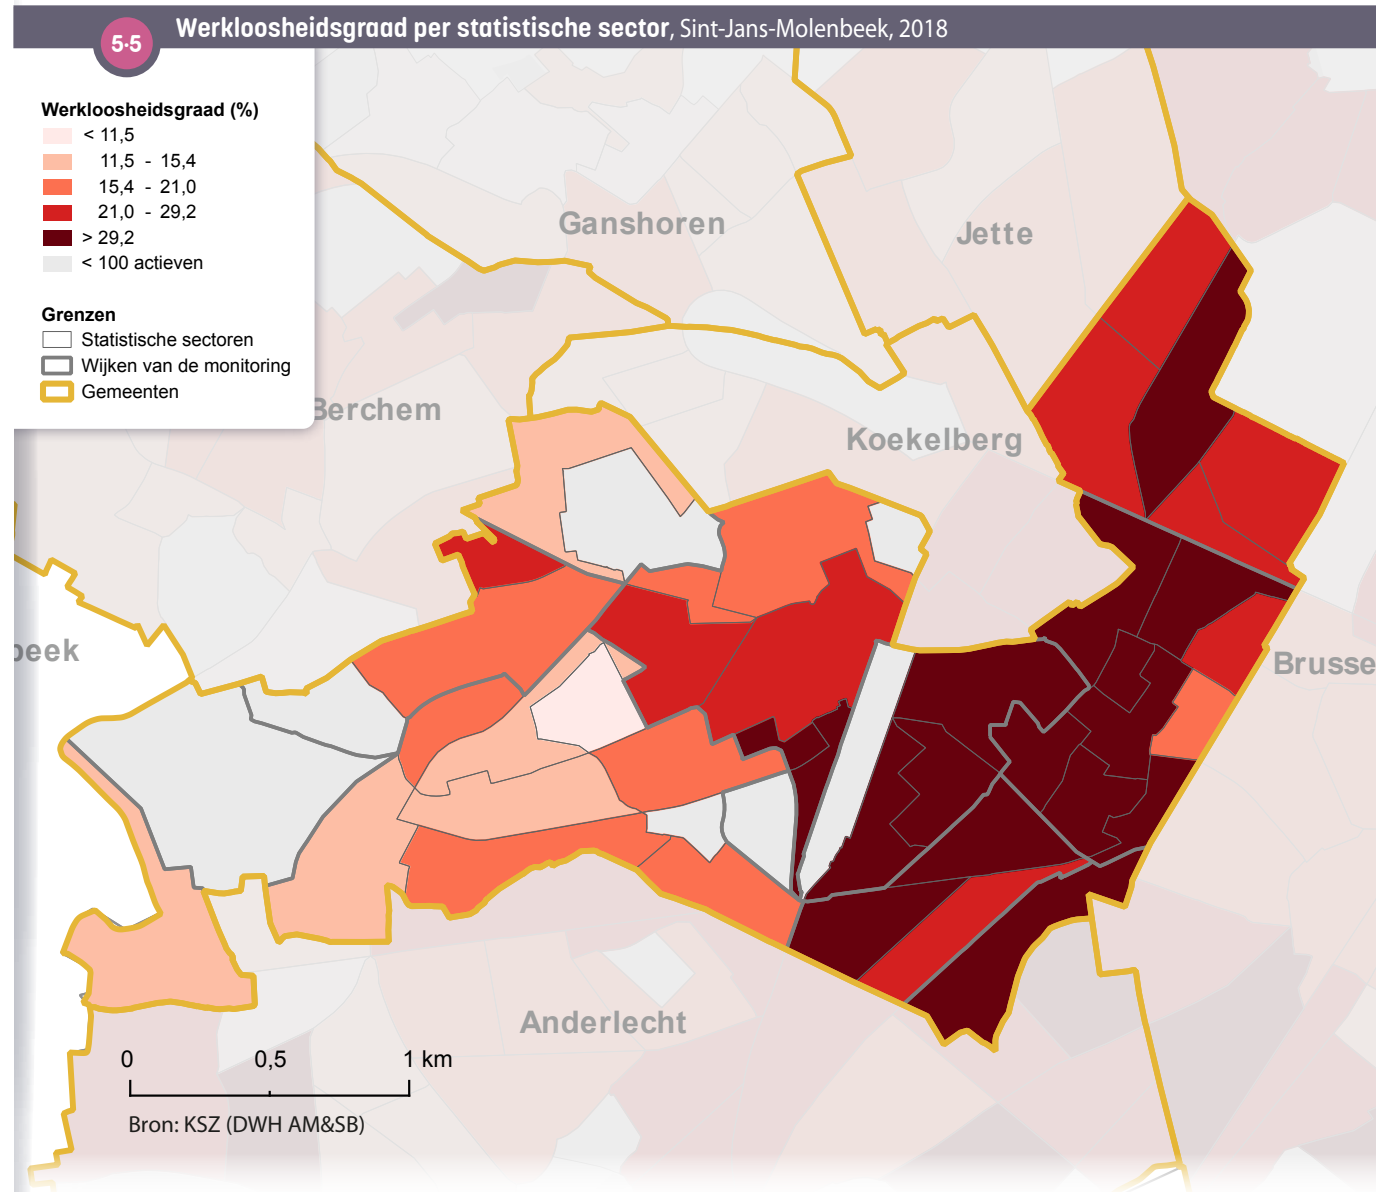 5·5
Werkloosheidsgraad per statistische sector, Sint-Jans-Molenbeek, 2018
Werkloosheidsgraad (%)
< 11,5
11,5 - 15,4
15,4 - 21,0
21,0 - 29,2
> 29,2
< 100 actieven
Grenzen
Statistische sectoren
Wijken van de monitoring
Gemeenten
Ganshoren
Jette
Berchem
Koekelberg
beek
Brusse
Anderlecht
0 0,5 1 km
Bron: KSZ (DWH AM&SB)